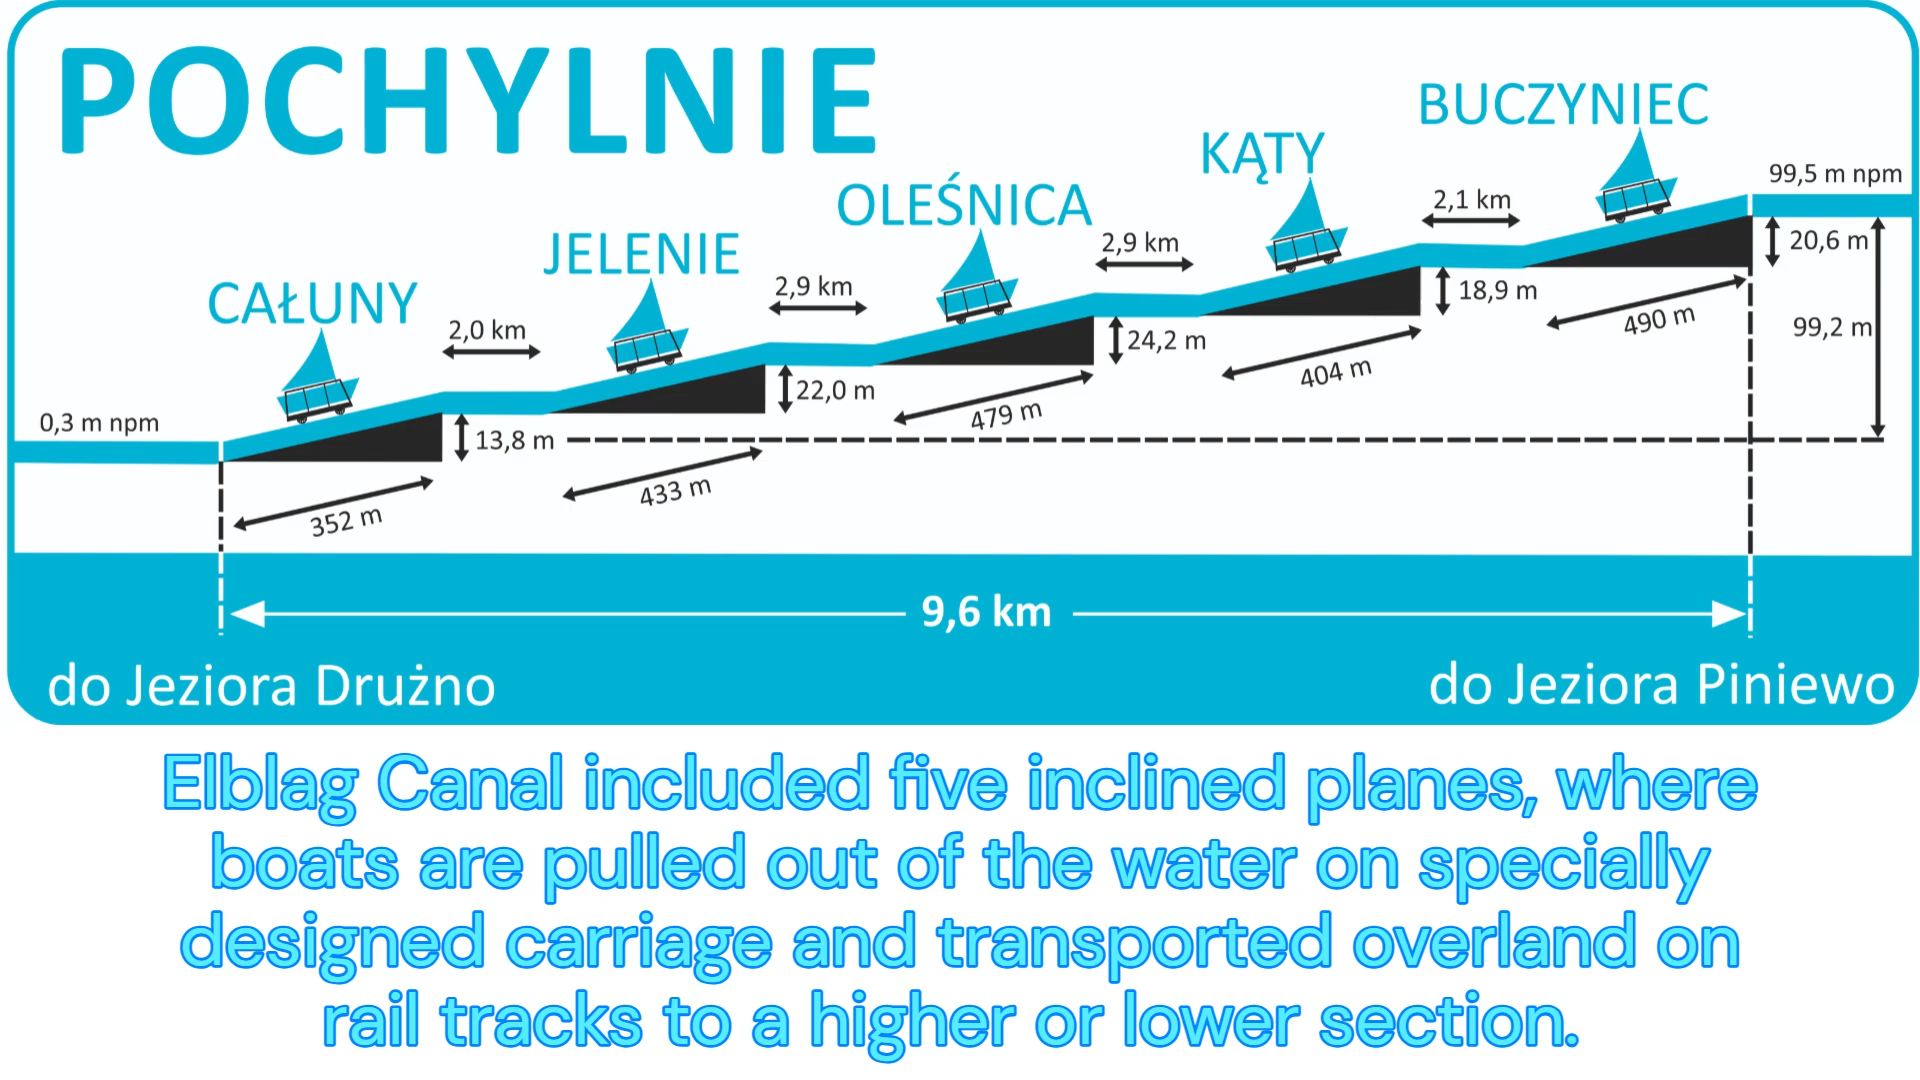 POCHYLNIE
BUCZYNIEC
KĄTY
99,5 m npm
OLEŚNICA
2,1 km
JELENIE
2,9 km
20,6 m
CAŁUNY
2,9 km
18,9 m
2,0 km
490 m
99,2 m
24,2 m
404 m
22,0 m
0,3 m npm
479 m
13,8 m
433 m
352 m
9,6 km
do Jeziora Drużno
do Jeziora Piniewo
Elblag Canal included five inclined planes, where
boats are pulled out of the water on specially
designed carriage and transported overland on
rail tracks to a higher or lower section.